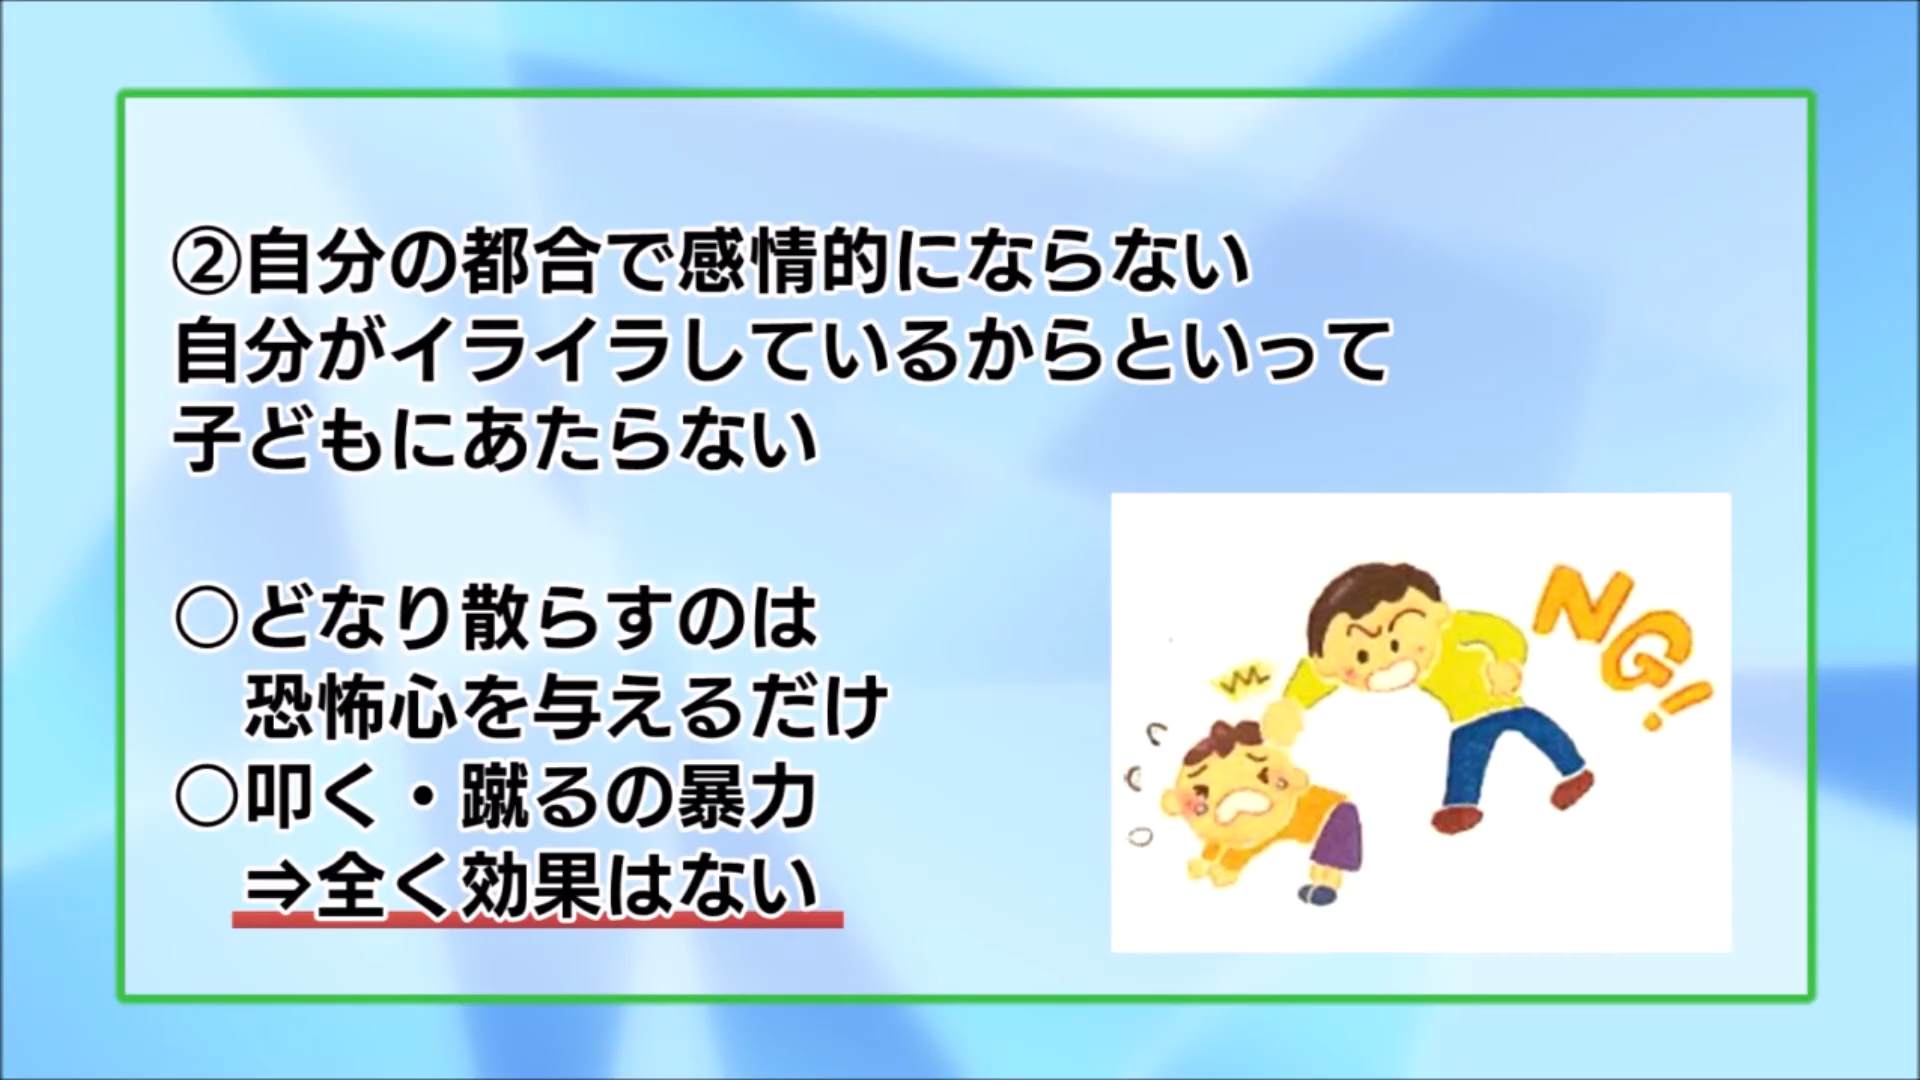 ②自分の都合で感情的にならない
自分がイライラしているからといって
子どもにあたらない
○どなり散らすのは
恐怖心を与えるだけ
○叩く・蹴るの暴力
⇒全く効果はない
NG!